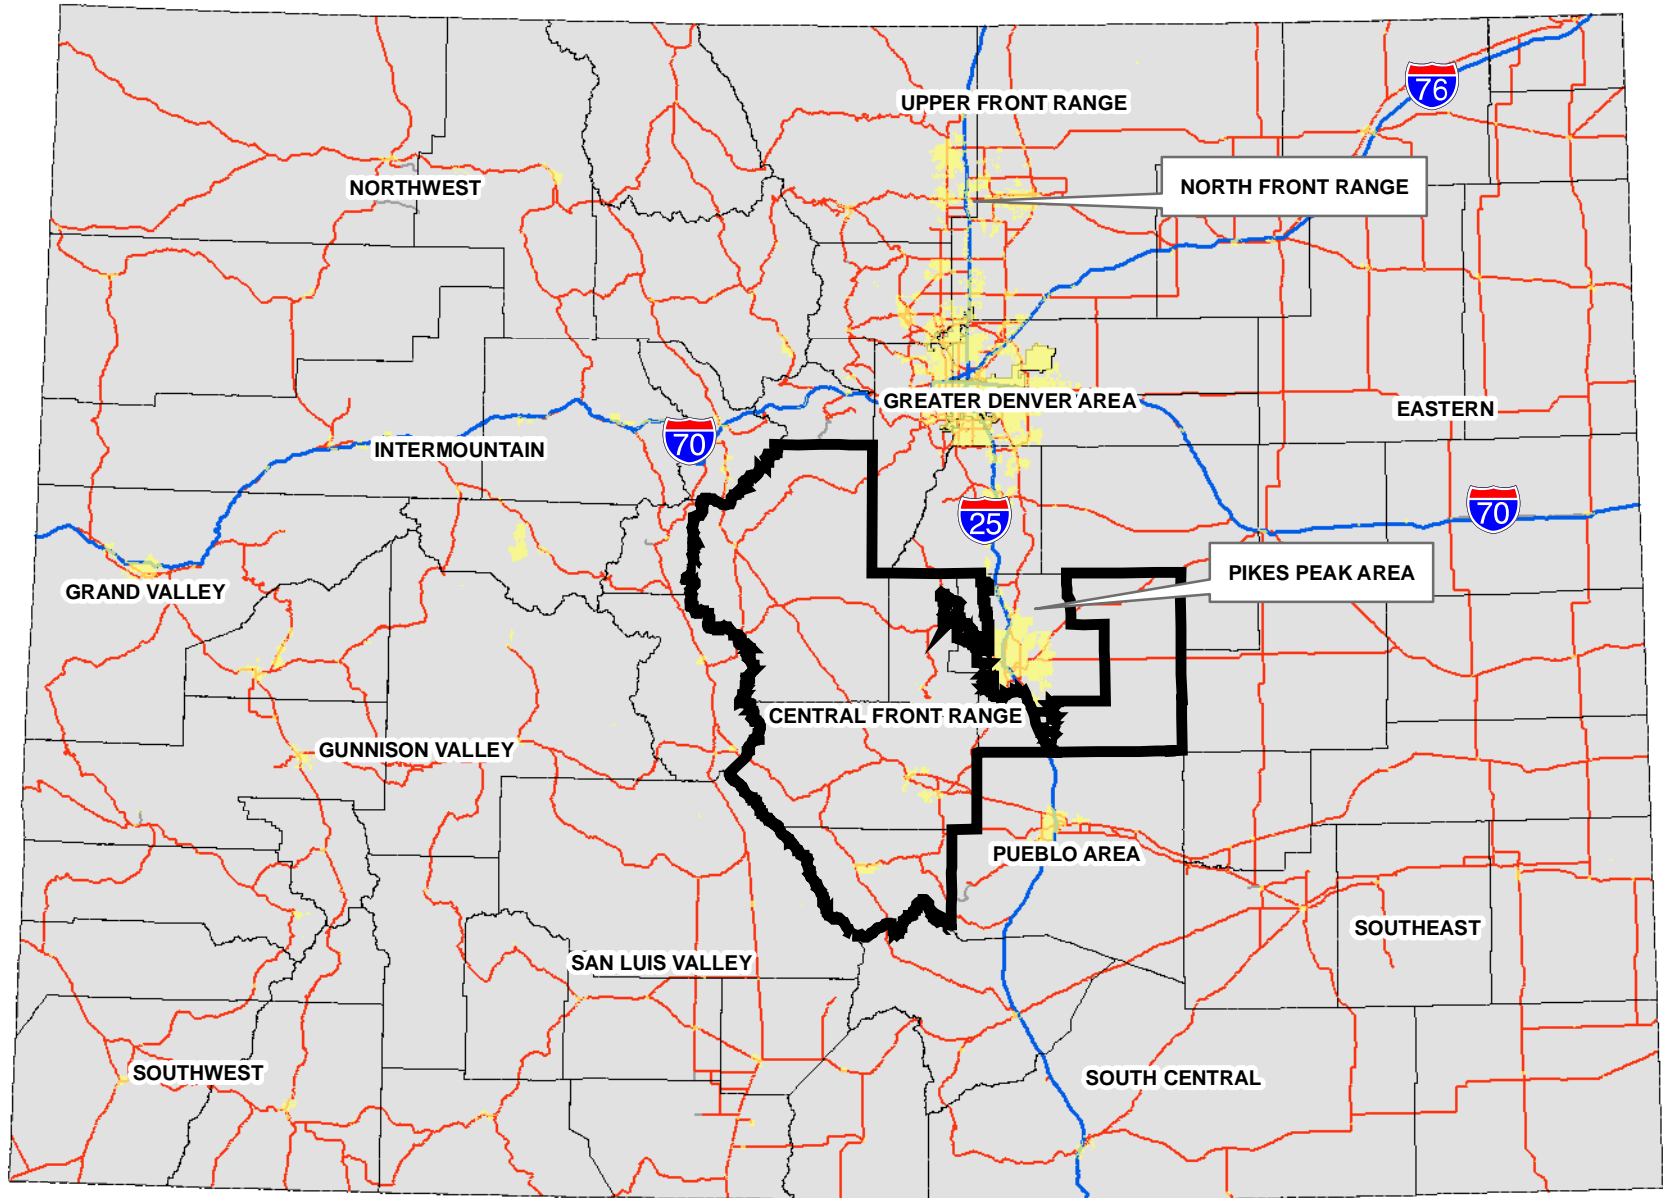 76
UPPER FRONT RANGE
NORTH FRONT RANGE
NORTHWEST
GREATER DENVER AREA
EASTERN
70
INTERMOUNTAIN
25
70
PIKES PEAK AREA
GRAND VALLEY
CENTRAL FRONT RANGE
GUNNISON VALLEY
PUEBLO AREA
SOUTHEAST
SAN LUIS VALLEY
SOUTHWEST
SOUTH CENTRAL